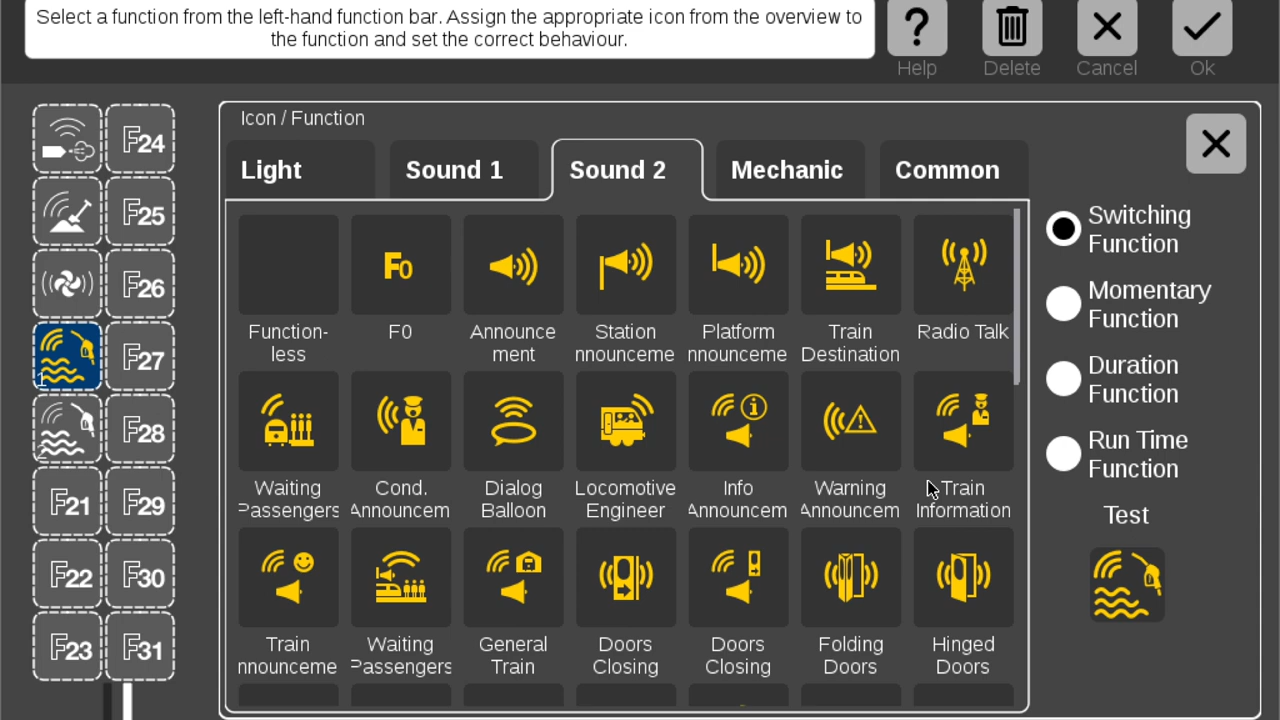 Select a function from the left-hand function bar. Assign the appropriate icon from the overview to
the function and set the correct behaviour.
Help
Delete
Cancel
Ok
Icon / Function
Light
Sound 1
Sound 2
Mechanic
Common
F24
F25
F26
1
F27
F28
F21
F29
F22
F30
F23
F31
F0
Function-
less
F0
Announce
ment
Station
nnounceme
Platform
nnounceme
Train
Destination
Radio Talk
Waiting
Passengers
Cond.
Announcem
Dialog
Balloon
Locomotive
Engineer
Info
Announcem
Warning
Announcem
Train
Information
Train
nnounceme
Waiting
Passengers
General
Train
Doors
Closing
Doors
Closing
Folding
Doors
Hinged
Doors
Switching
Function
Momentary
Function
Duration
Function
Run Time
Function
Test